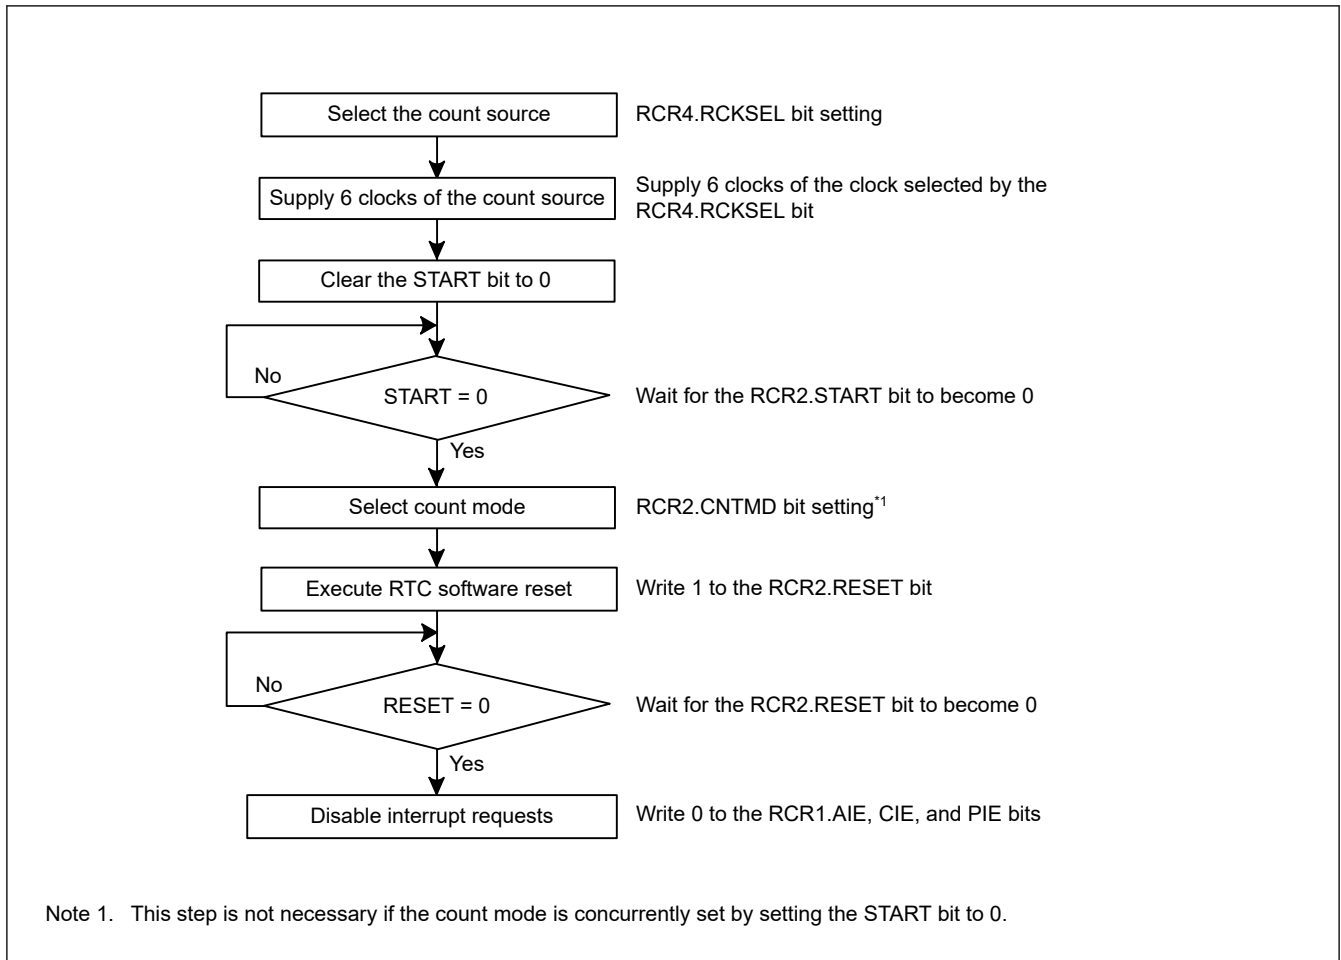 Select the count source
RCR4.RCKSEL bit setting
Supply 6 clocks of the count source
Supply 6 clocks of the clock selected by the
RCR4.RCKSEL bit
Clear the START bit to 0
No
START = 0
Wait for the RCR2.START bit to become 0
Yes
Select count mode
RCR2.CNTMD bit setting*1
Execute RTC software reset
Write 1 to the RCR2.RESET bit
No
RESET = 0
Wait for the RCR2.RESET bit to become 0
Yes
Disable interrupt requests
Write 0 to the RCR1.AIE, CIE, and PIE bits
Note 1. This step is not necessary if the count mode is concurrently set by setting the START bit to 0.